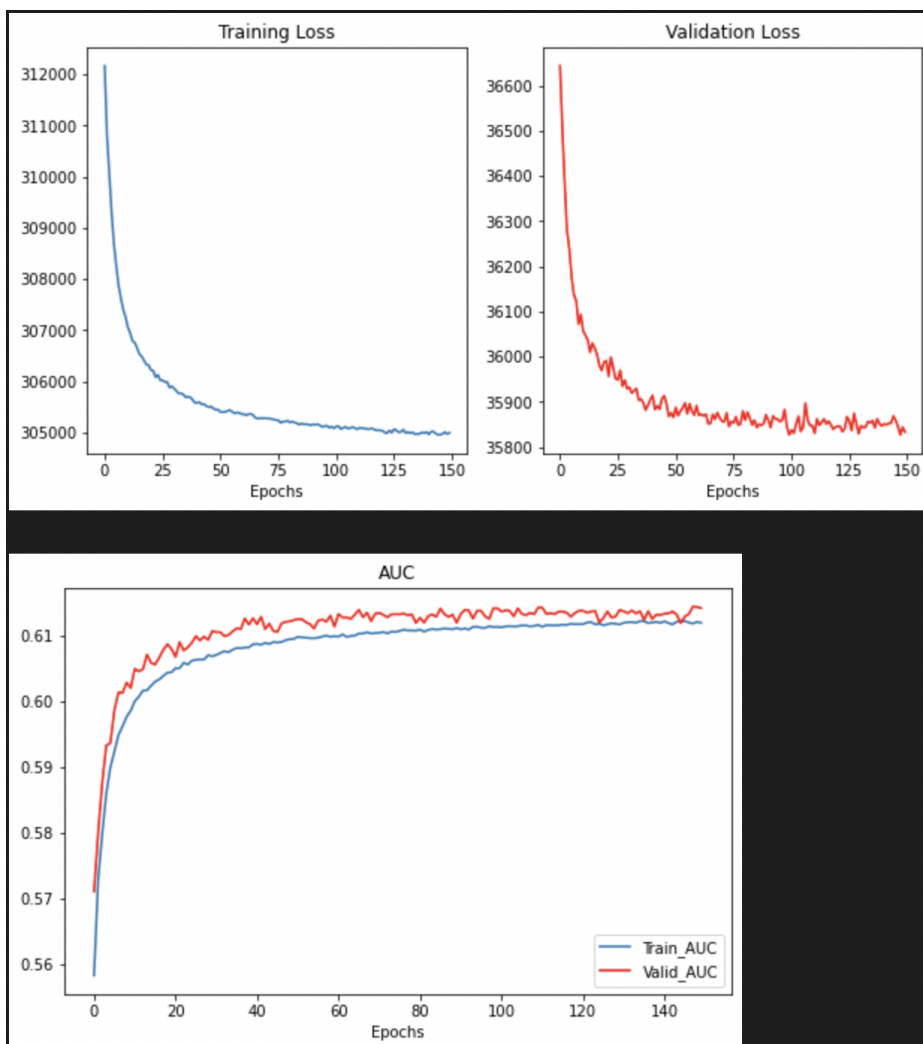 Training Loss
312000
311000
310000
309000
308000
307000
306000
305000
0 25 50 75 100 125 150
Epochs
Validation Loss
36600
36500
36400
36300
36200
36100
36000
35900
35800
0 25 50 75 100 125 150
Epochs
AUC
0.61
0.60
0.59
0.58
0.57
0.56
0 20 40 60 80 100 120 140
Epochs
Train_AUC
Valid_AUC